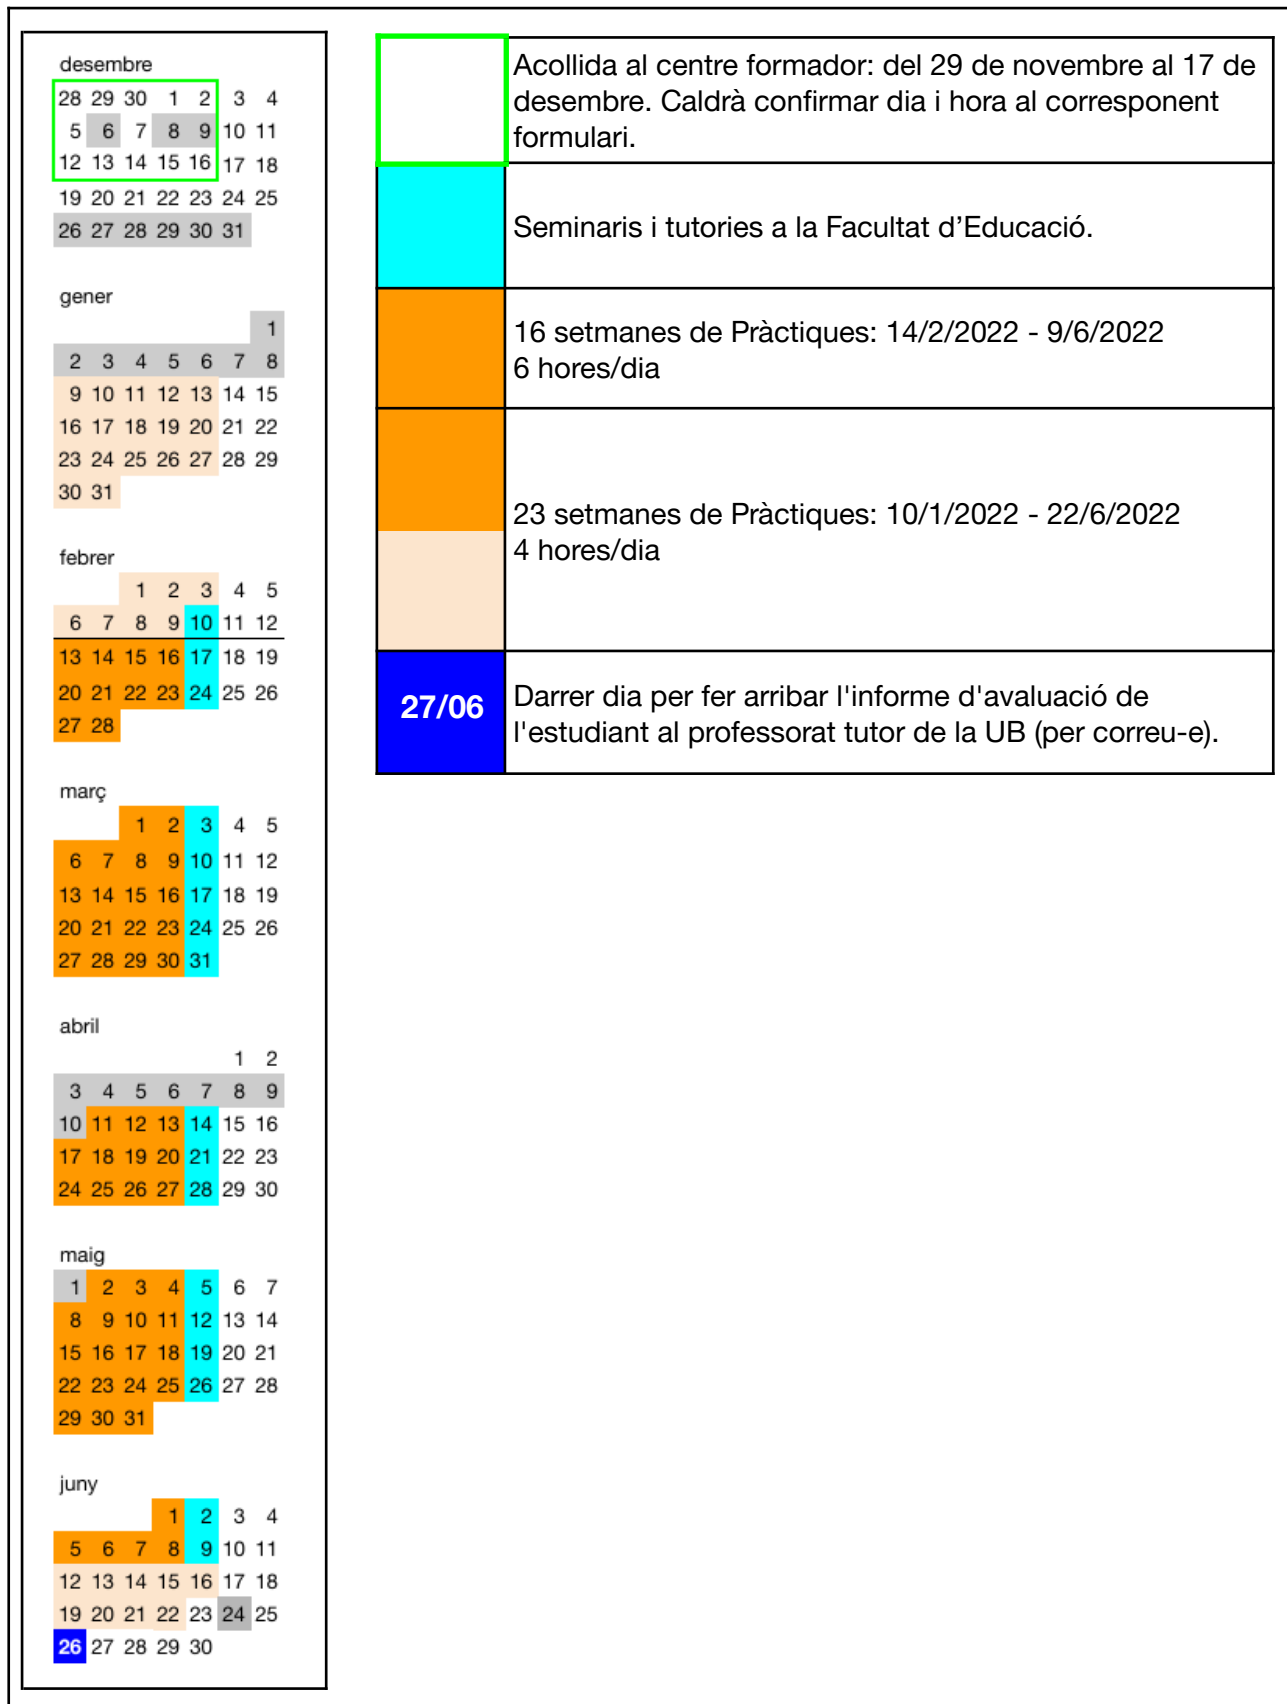 desembre
28 29 30 1 2 3 4
5 6 7 8 9 10 11
12 13 14 15 16 17 18
19 20 21 22 23 24 25
26 27 28 29 30 31
gener
1
2 3 4 5 6 7 8
9 10 11 12 13 14 15
16 17 18 19 20 21 22
23 24 25 26 27 28 29
30 31
febrer
1 2 3 4 5
6 7 8 9 10 11 12
13 14 15 16 17 18 19
20 21 22 23 24 25 26
27 28
març
1 2 3 4 5
6 7 8 9 10 11 12
13 14 15 16 17 18 19
20 21 22 23 24 25 26
27 28 29 30 31
abril
1 2
3 4 5 6 7 8 9
10 11 12 13 14 15 16
17 18 19 20 21 22 23
24 25 26 27 28 29 30
maig
1 2 3 4 5 6 7
8 9 10 11 12 13 14
15 16 17 18 19 20 21
22 23 24 25 26 27 28
29 30 31
juny
1 2 3 4
5 6 7 8 9 10 11
12 13 14 15 16 17 18
19 20 21 22 23 24 25
26 27 28 29 30
Acollida al centre formador: del 29 de novembre al 17 de
desembre. Caldrà confirmar dia i hora al corresponent
formulari.
Seminaris i tutories a la Facultat d’Educació.
16 setmanes de Pràctiques: 14/2/2022 - 9/6/2022
6 hores/dia
23 setmanes de Pràctiques: 10/1/2022 - 22/6/2022
4 hores/dia
27/06
Darrer dia per fer arribar l'informe d'avaluació de
l'estudiant al professorat tutor de la UB (per correu-e).